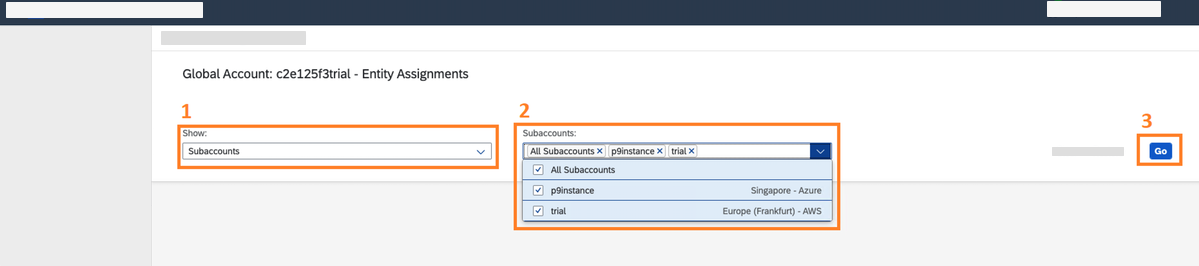 Global Account: c2e125f3trial - Entity Assignments
1
2
3
Show:
Subaccounts:
Subaccounts
All Subaccounts p9instance trial
Go
All Subaccounts
p9instance Singapore - Azure
trial Europe (Frankfurt) - AWS